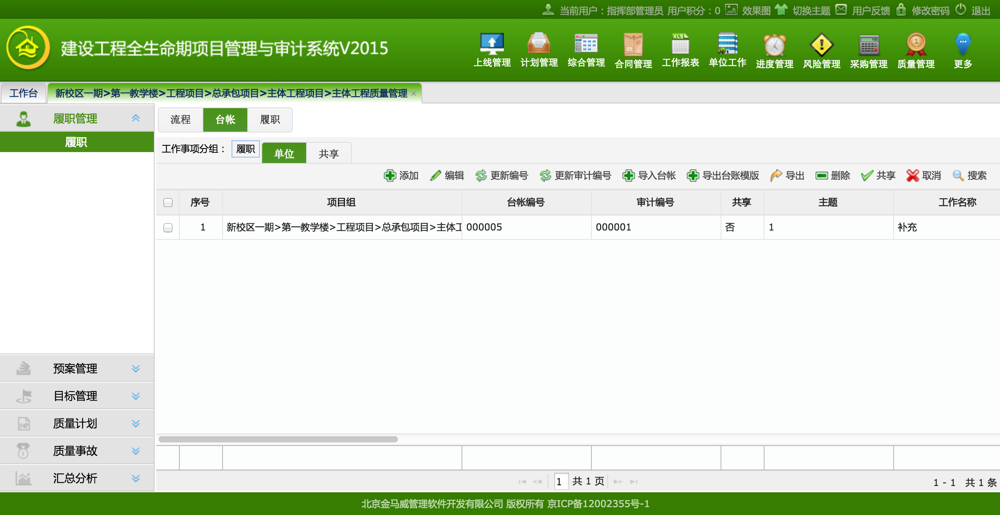 当前用户：指挥部管理员 用户积分：0 效果图 切换主题 用户反馈 修改密码 退出
建设工程全生命期项目管理与审计系统V2015
上线管理 计划管理 综合管理 合同管理 工作报表 单位工作 进度管理 风险管理 采购管理 质量管理 更多
工作台 新校区一期>第一教学楼>工程项目>总承包项目>主体工程项目>主体工程质量管理
履职管理
履职
流程 台帐 履职
工作事项分组： 履职 单位 共享
添加 编辑 更新编号 更新审计编号 导入台帐 导出台账模版 导出 删除 共享 取消 搜索
序号 项目组 台帐编号 审计编号 共享 主题 工作名称
1 新校区一期>第一教学楼>工程项目>总承包项目>主体工 000005 000001 否 1 补充
预案管理
目标管理
质量计划
质量事故
汇总分析
1 共 1 页
1 - 1 共 1 条
北京金马威管理软件开发有限公司 版权所有 京ICP备12002355号-1